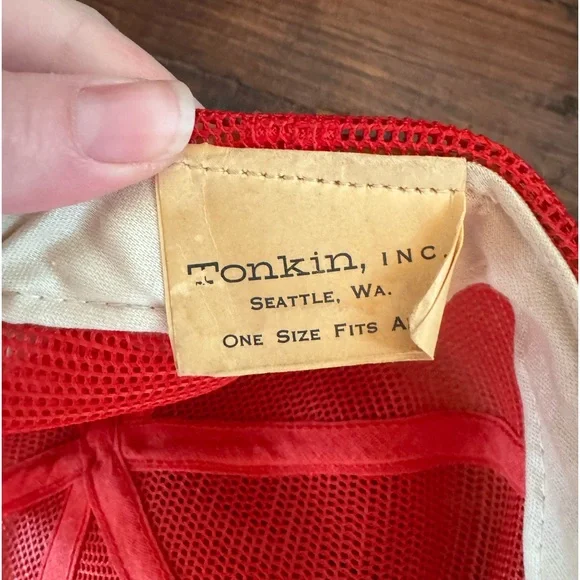 Tonkin, INC.
SEATTLE, WA.
ONE SIZE FITS A